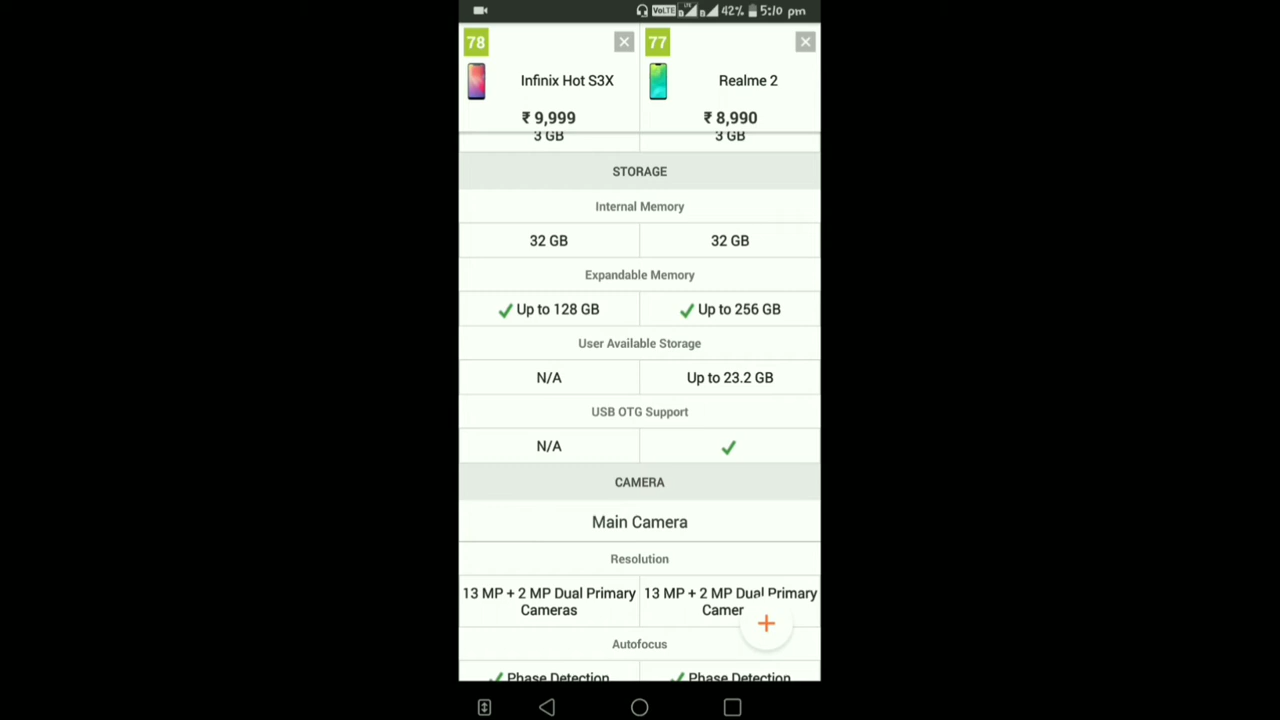 VoLTE LTE 42% 5:10 pm
78 77
Infinix Hot S3X Realme 2
₹ 9,999 ₹ 8,990
3 GB 3 GB
STORAGE
Internal Memory
32 GB 32 GB
Expandable Memory
Up to 128 GB Up to 256 GB
User Available Storage
N/A Up to 23.2 GB
USB OTG Support
N/A
CAMERA
Main Camera
Resolution
13 MP + 2 MP Dual Primary 13 MP + 2 MP Dual Primary
Cameras Camer
Autofocus
Phase Detection Phase Detection